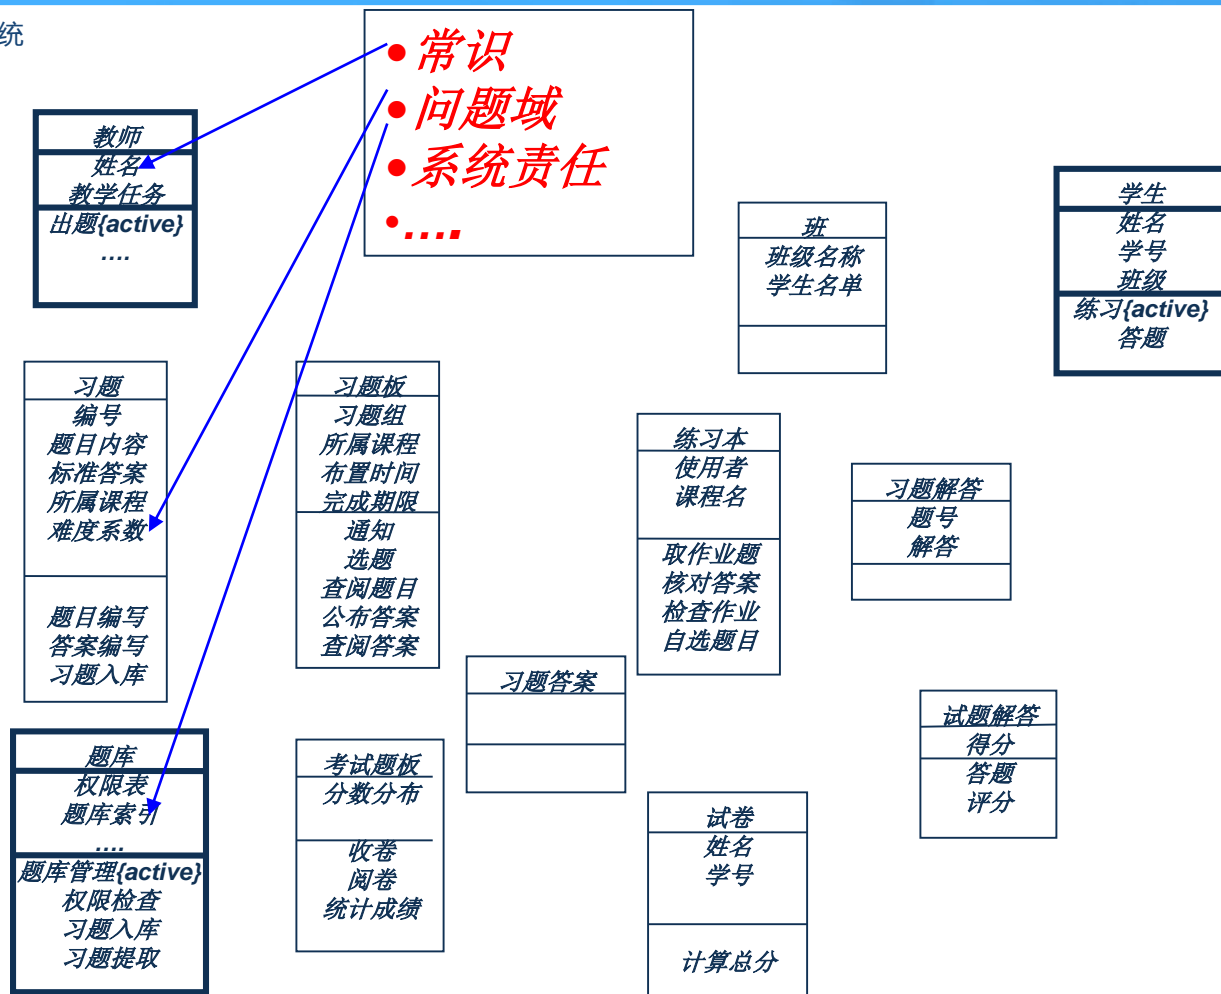 统
• 常识
• 问题域
• 系统责任
• ....
教师
姓名
教学任务
出题{active}
....
班
班级名称
学生名单
学生
姓名
学号
班级
练习{active}
答题
习题
编号
题目内容
标准答案
所属课程
难度系数
题目编写
答案编写
习题入库
习题板
习题组
所属课程
布置时间
完成期限
通知
选题
查阅题目
公布答案
查阅答案
练习本
使用者
课程名
取作业题
核对答案
检查作业
自选题目
习题解答
题号
解答
习题答案
试题解答
得分
答题
评分
题库
权限表
题库索引
....
题库管理{active}
权限检查
习题入库
习题提取
考试题板
分数分布
收卷
阅卷
统计成绩
试卷
姓名
学号
计算总分